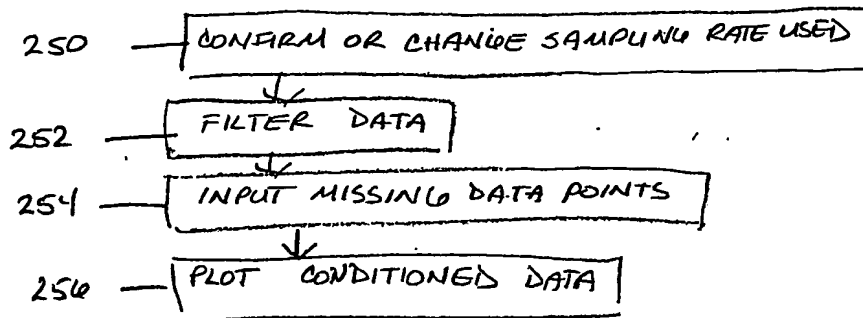 250 CONFIRM OR CHANGE SAMPLING RATE USED
252 FILTER DATA
254 INPUT MISSING DATA POINTS
256 PLOT CONDITIONED DATA